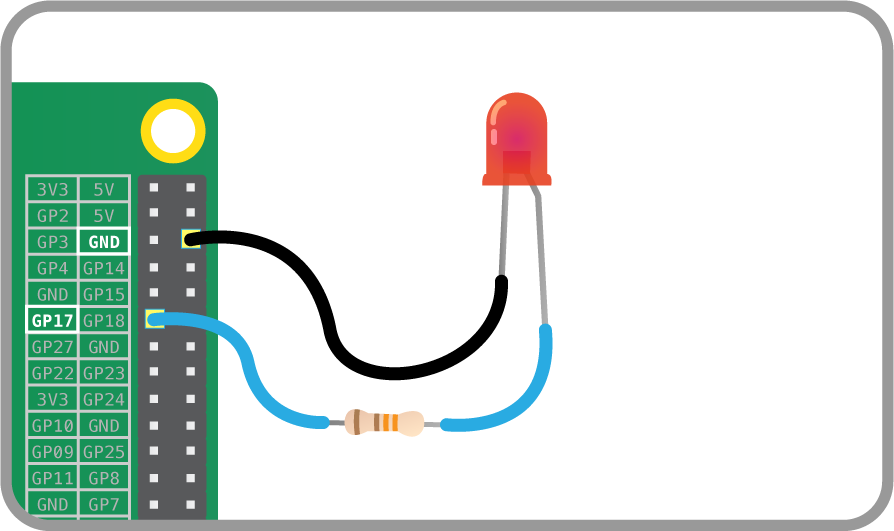 3V3 5V
GP2 5V
GP3 GND
GP4 GP14
GND GP15
GP17 GP18
GP27 GND
GP22 GP23
3V3 GP24
GP10 GND
GP09 GP25
GP11 GP8
GND GP7